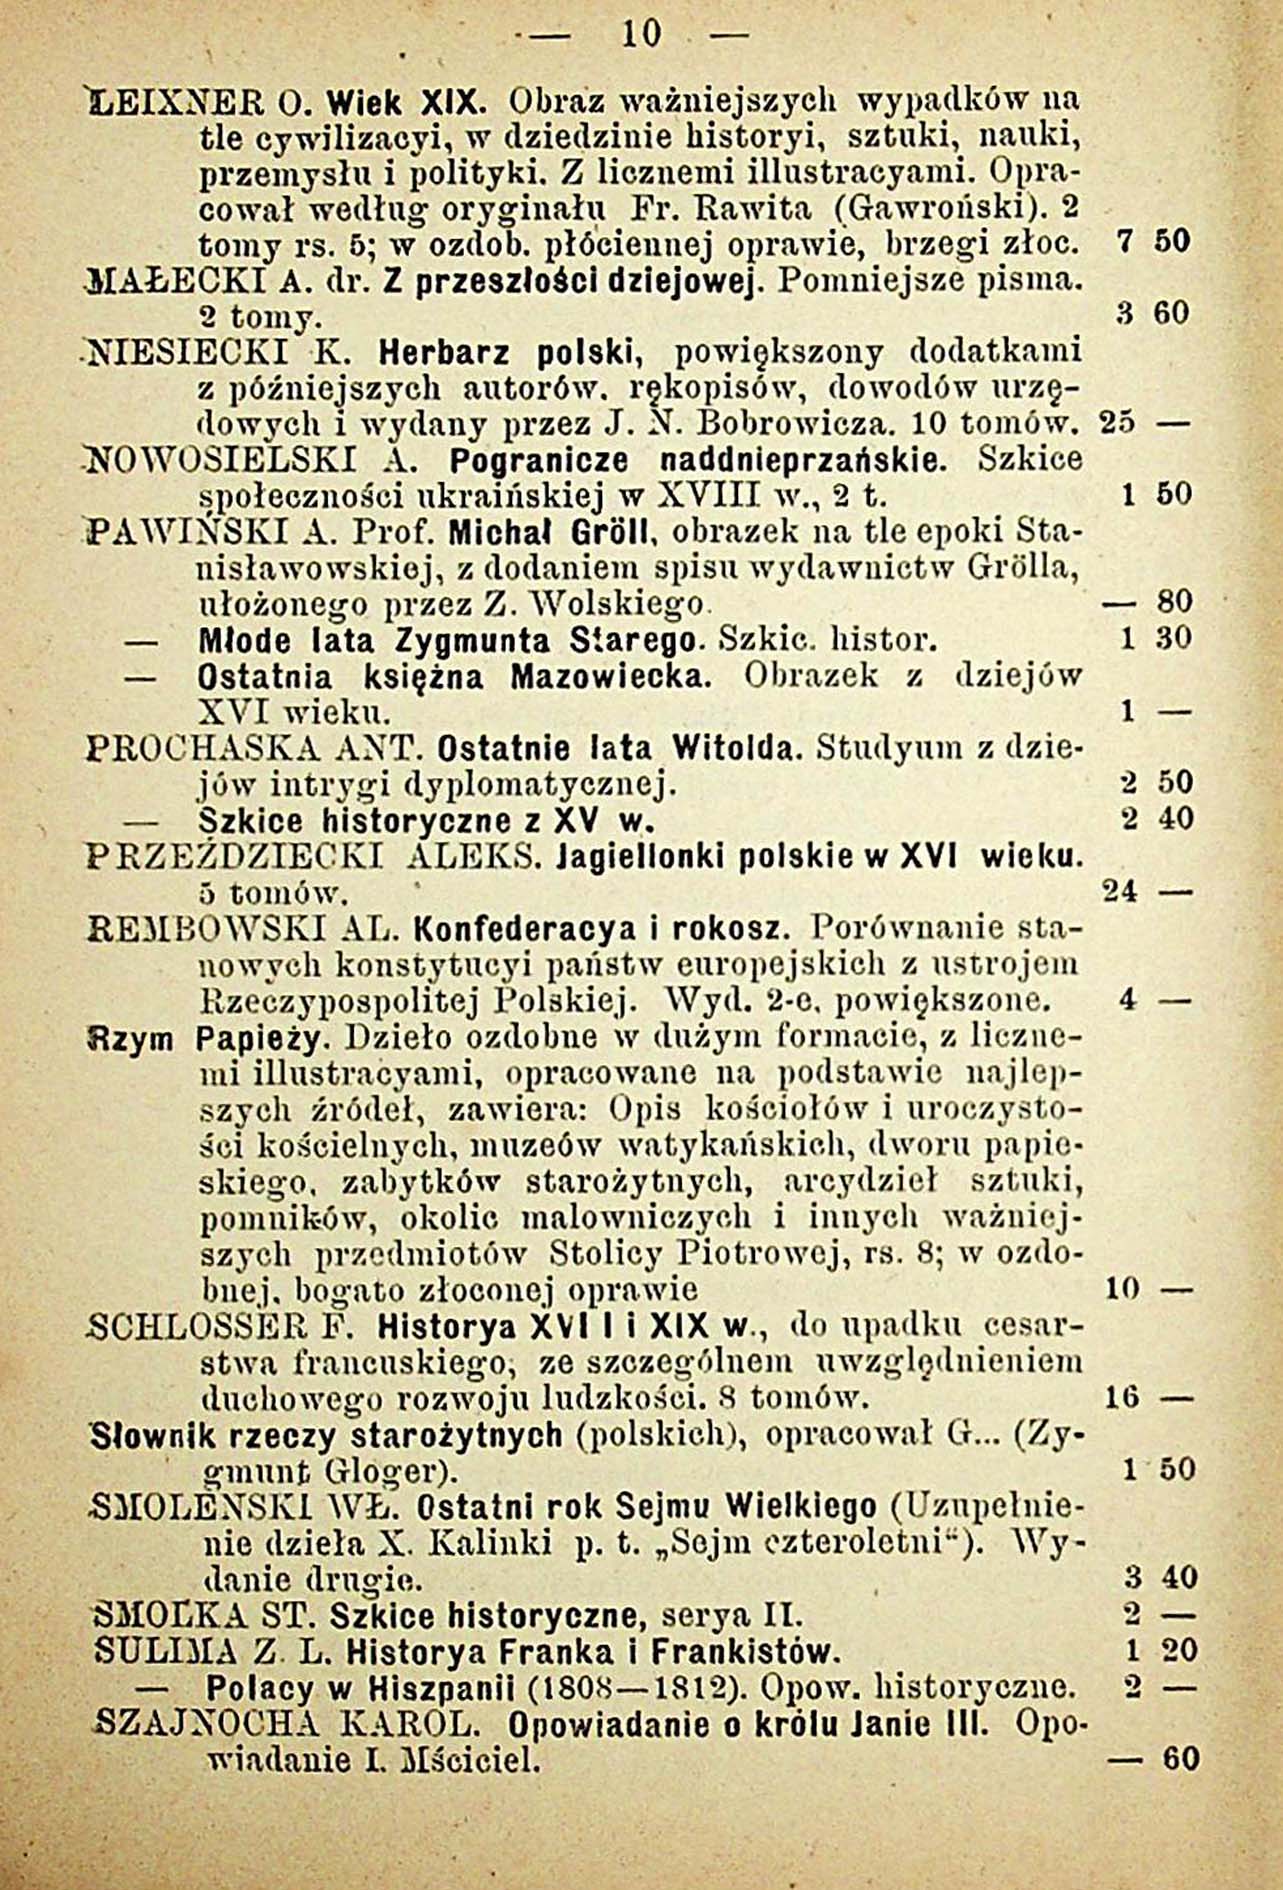 — 10 —
LEIXNER O. Wiek XIX. Obraz ważniejszych wypadków na
tle cywilizacyi, w dziedzinie historyi, sztuki, nauki,
przemysłu i polityki. Z licznemi illustracyami. Opra-
cował według oryginału Fr. Rawita (Gawroński). 2
tomy rs. 5; w ozdob. płóciennej oprawie, brzegi złoc. 7 50
MAŁECKI A. dr. Z przeszłości dziejowej. Pomniejsze pisma.
2 tomy. 3 60
NIESIECKI K. Herbarz polski, powiększony dodatkami
z późniejszych autorów. rękopisów, dowodów urzę-
dowych i wydany przez J. N. Bobrowicza. 10 tomów. 25 —
NOWOSIELSKI A. Pogranicze naddnieprzańskie. Szkice
społeczności ukraińskiej w XVIII w., 2 t. 1 50
PAWIŃSKI A. Prof. Michał Gröll, obrazek na tle epoki Sta-
nisławowskiej, z dodaniem spisu wydawnictw Grölla,
ułożonego przez Z. Wolskiego. — 80
— Młode lata Zygmunta Starego. Szkic. histor. 1 30
— Ostatnia księżna Mazowiecka. Obrazek z dziejów
XVI wieku. 1 —
PROCHASKA ANT. Ostatnie lata Witolda. Studyum z dzie-
jów intrygi dyplomatycznej. 2 50
— Szkice historyczne z XV w. 2 40
PRZEŹDZIECKI ALEKS. Jagiellonki polskie w XVI wieku.
5 tomów. 24 —
REMBOWSKI AL. Konfederacya i rokosz. Porównanie sta-
nowych konstytucyi państw europejskich z ustrojem
Rzeczypospolitej Polskiej. Wyd. 2-e, powiększone. 4 —
Rzym Papieży. Dzieło ozdobne w dużym formacie, z liczne-
mi illustracyami, opracowane na podstawie najlep-
szych źródeł, zawiera: Opis kościołów i uroczysto-
ści kościelnych, muzeów watykańskich, dworu papie-
skiego, zabytków starożytnych, arcydzieł sztuki,
pomników, okolic malowniczych i innych ważniej-
szych przedmiotów Stolicy Piotrowej, rs. 8; w ozdo-
bnej, bogato złoconej oprawie 10 —
SCHLOSSER F. Historya XVIII i XIX w., do upadku cesar-
stwa francuskiego, ze szczególnem uwzględnieniem
duchowego rozwoju ludzkości. 8 tomów. 16 —
Słownik rzeczy starożytnych (polskich), opracował G... (Zy-
gmunt Gloger). 1 50
SMOLEŃSKI WŁ. Ostatni rok Sejmu Wielkiego (Uzupełnie-
nie dzieła X. Kalinki p. t. „Sejm czteroletni“). Wy-
danie drugie. 3 40
SMOLKA ST. Szkice historyczne, serya II. 2 —
SULIMA Z. L. Historya Franka i Frankistów. 1 20
— Polacy w Hiszpanii (1808—1812). Opow. historyczne. 2 —
SZAJNOCHA KAROL. Opowiadanie o królu Janie III. Opo-
wiadanie I. Mściciel. — 60